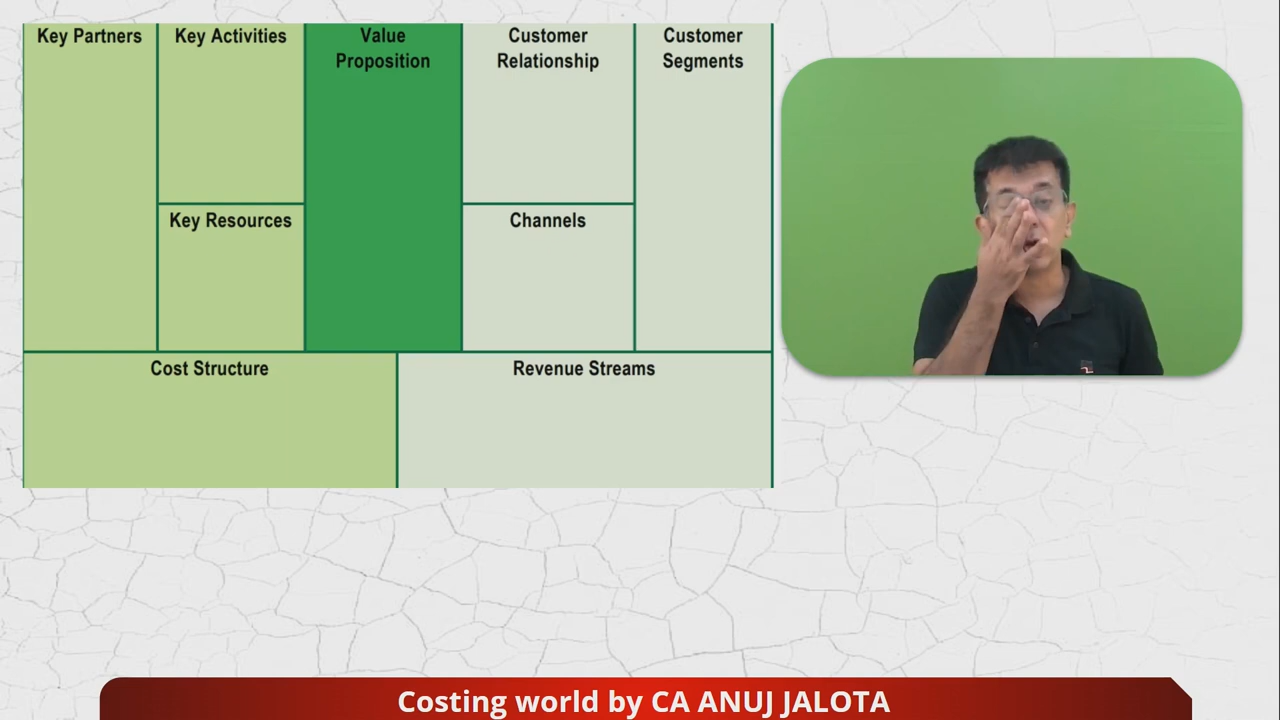 Key Partners
Key Activities
Value
Proposition
Customer
Relationship
Customer
Segments
Key Resources
Channels
Cost Structure
Revenue Streams
Costing world by CA ANUJ JALOTA